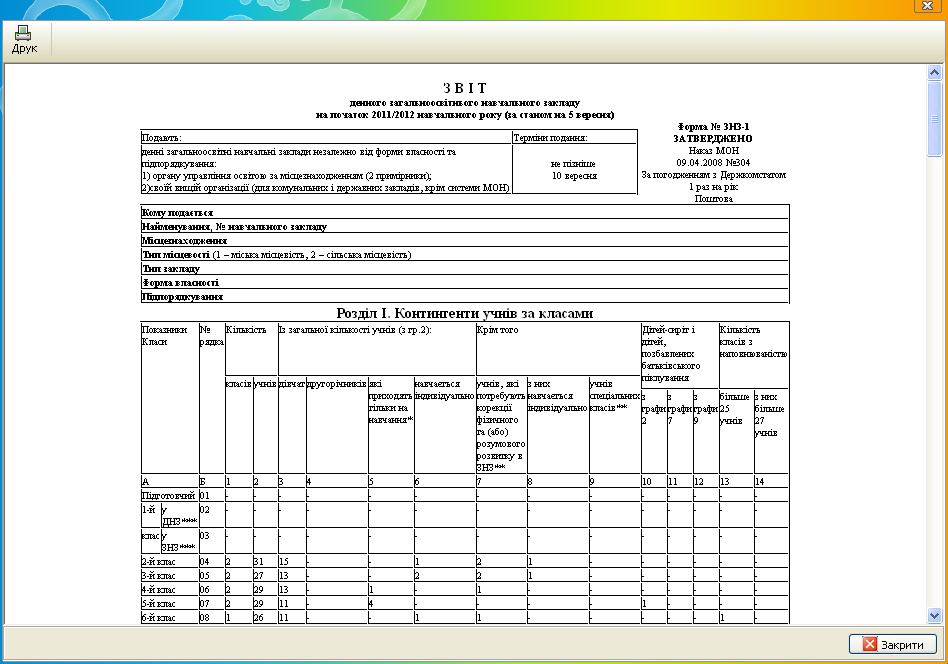 Друк
З В І Т
денного загальноосвітнього навчального закладу
на початок 2011/2012 навчального року (за станом на 5 вересня)
Форма № ЗНЗ-1
ЗАТВЕРДЖЕНО
Наказ МОН
09.04.2008 №304
За погодженням з Держкомстатом
1 раз на рік
Поштова
Подають: Терміни подання:
денні загальноосвітні навчальні заклади незалежно від форми власності та
підпорядкування:
1) органу управління освітою за місцезнаходженням (2 примірники);
2)своїй вищій організації (для комунальних і державних закладів, крім системи МОН)
не пізніше
10 вересня
Кому подається
Найменування, № навчального закладу
Місцезнаходження
Тип місцевості (1 – міська місцевість, 2 – сільська місцевість)
Тип закладу
Форма власності
Підпорядкування
Розділ І. Контингенти учнів за класами
Показники
Класи
№
рядка
Кількість
Із загальної кількості учнів (з гр.2):
Крім того
Дітей-сиріт і
дітей,
позбавлених
батьківського
піклування
Кількість
класів з
наповнюваністю
класів
учнів
дівчат
другорічників
які
приходять
тільки на
навчання*
навчається
індивідуально
учнів, які
потребують
корекції
фізичного
та (або)
розумового
розвитку в
ЗНЗ**
з них
навчається
індивідуально
учнів
спеціальних
класів**
з
графи
2
з
графи
7
з
графи
9
більше
25
учнів
з них
більше
27
учнів
А Б 1 2 3 4 5 6 7 8 9 10 11 12 13 14
Підготовчий 01 - - - - - - - - - - - - - -
1-й у
ДНЗ*** 02 - - - - - - - - - - - - - -
клас у
ЗНЗ**** 03 - - - - - - - - - - - - - -
2-й клас 04 2 31 15 - - 1 2 1 - - - - - -
3-й клас 05 2 27 13 - - 2 2 1 - - - - - -
4-й клас 06 2 29 13 - 1 - 1 - - - - - - -
5-й клас 07 2 29 11 - 4 - - - - 1 - - - -
6-й клас 08 1 26 11 - - 1 1 - - - - - 1 -
Закрити